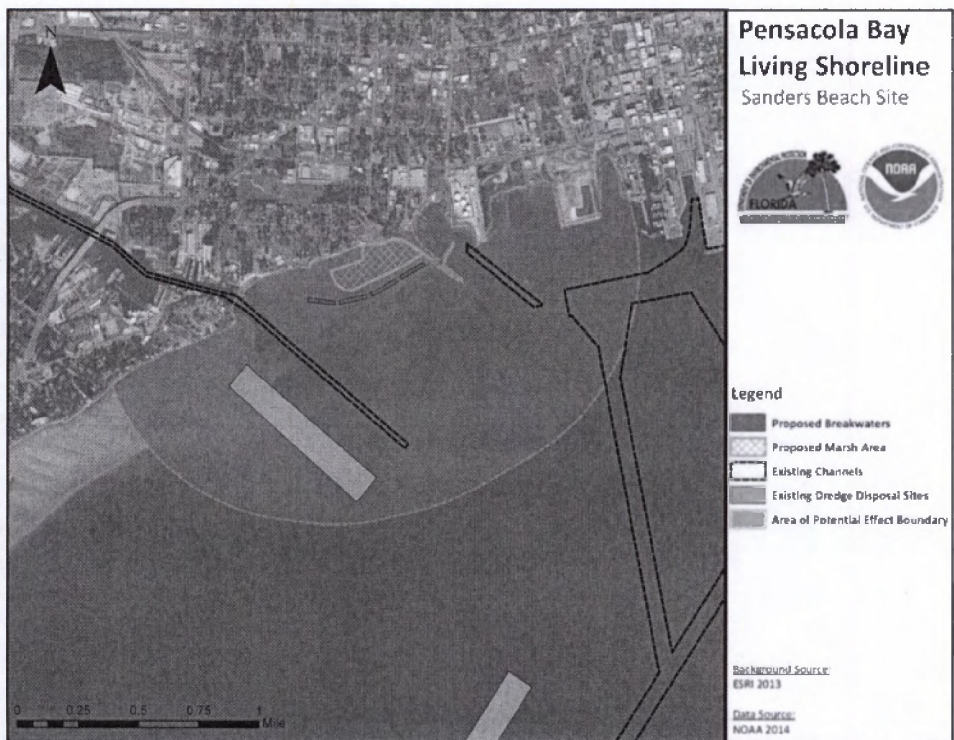 N
Pensacola Bay
Living Shoreline
Sanders Beach Site
FLORIDA
NOAA
Legend
Proposed Breakwaters
Proposed Marsh Area
Existing Channels
Existing Dredge Disposal Sites
Area of Potential Effect Boundary
0 0.25 0.5 0.75 1
Mile
Background Source:
ESRI 2013
Data Source:
NOAA 2014